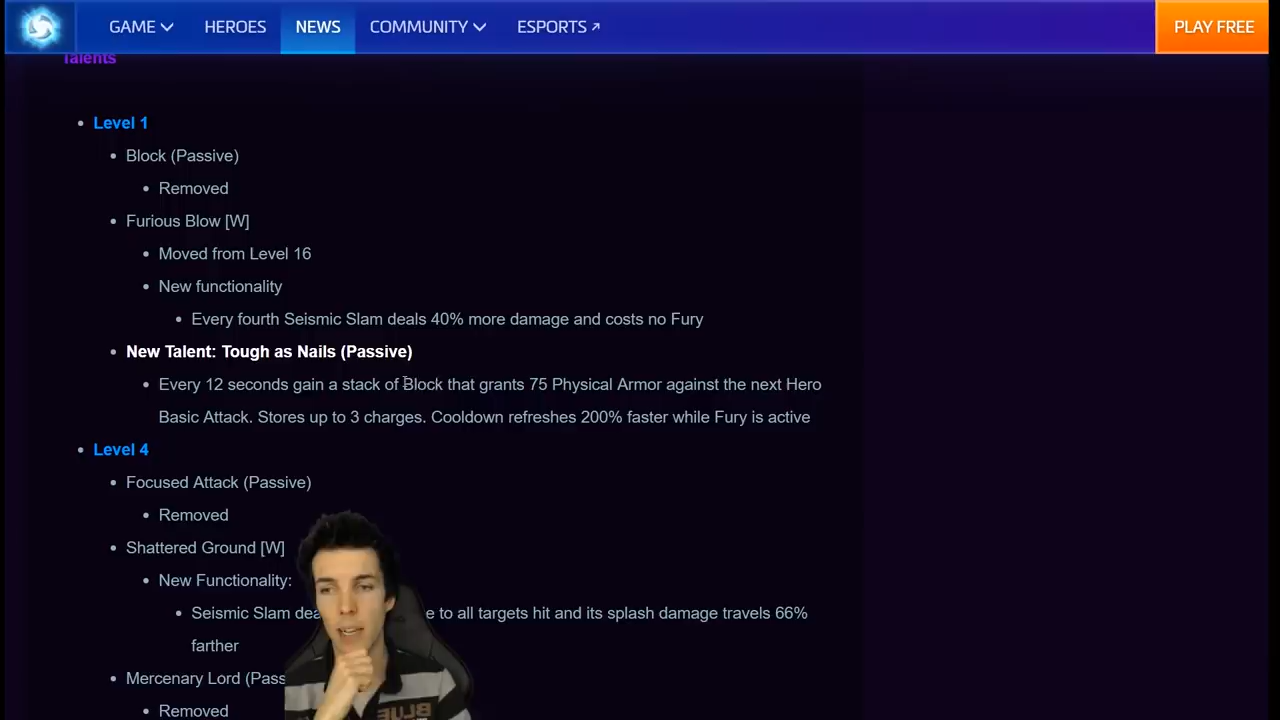 GAME HEROES NEWS COMMUNITY ESPORTS PLAY FREE
Talents
Level 1
Block (Passive)
Removed
Furious Blow [W]
Moved from Level 16
New functionality
Every fourth Seismic Slam deals 40% more damage and costs no Fury
New Talent: Tough as Nails (Passive)
Every 12 seconds gain a stack of Block that grants 75 Physical Armor against the next Hero
Basic Attack. Stores up to 3 charges. Cooldown refreshes 200% faster while Fury is active
Level 4
Focused Attack (Passive)
Removed
Shattered Ground [W]
New Functionality:
Seismic Slam to all targets hit and its splash damage travels 66%
farther
Mercenary Lord
Removed